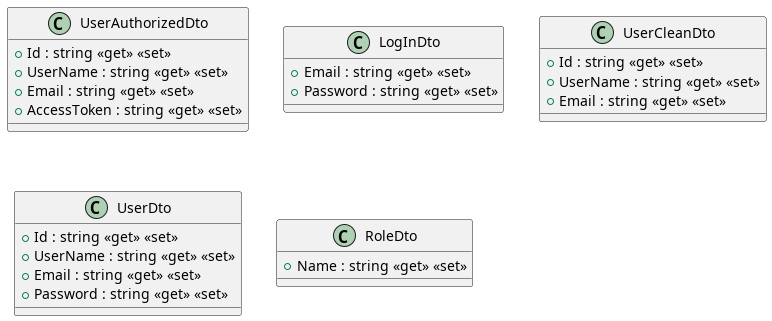 C UserAuthorizedDto
Id : string «get» «set»
UserName : string «get» «set»
Email : string «get» «set»
AccessToken : string «get» «set»
C LogInDto
Email : string «get» «set»
Password : string «get» «set»
C UserCleanDto
Id : string «get» «set»
UserName : string «get» «set»
Email : string «get» «set»
C UserDto
Id : string «get» «set»
UserName : string «get» «set»
Email : string «get» «set»
Password : string «get» «set»
C RoleDto
Name : string «get» «set»